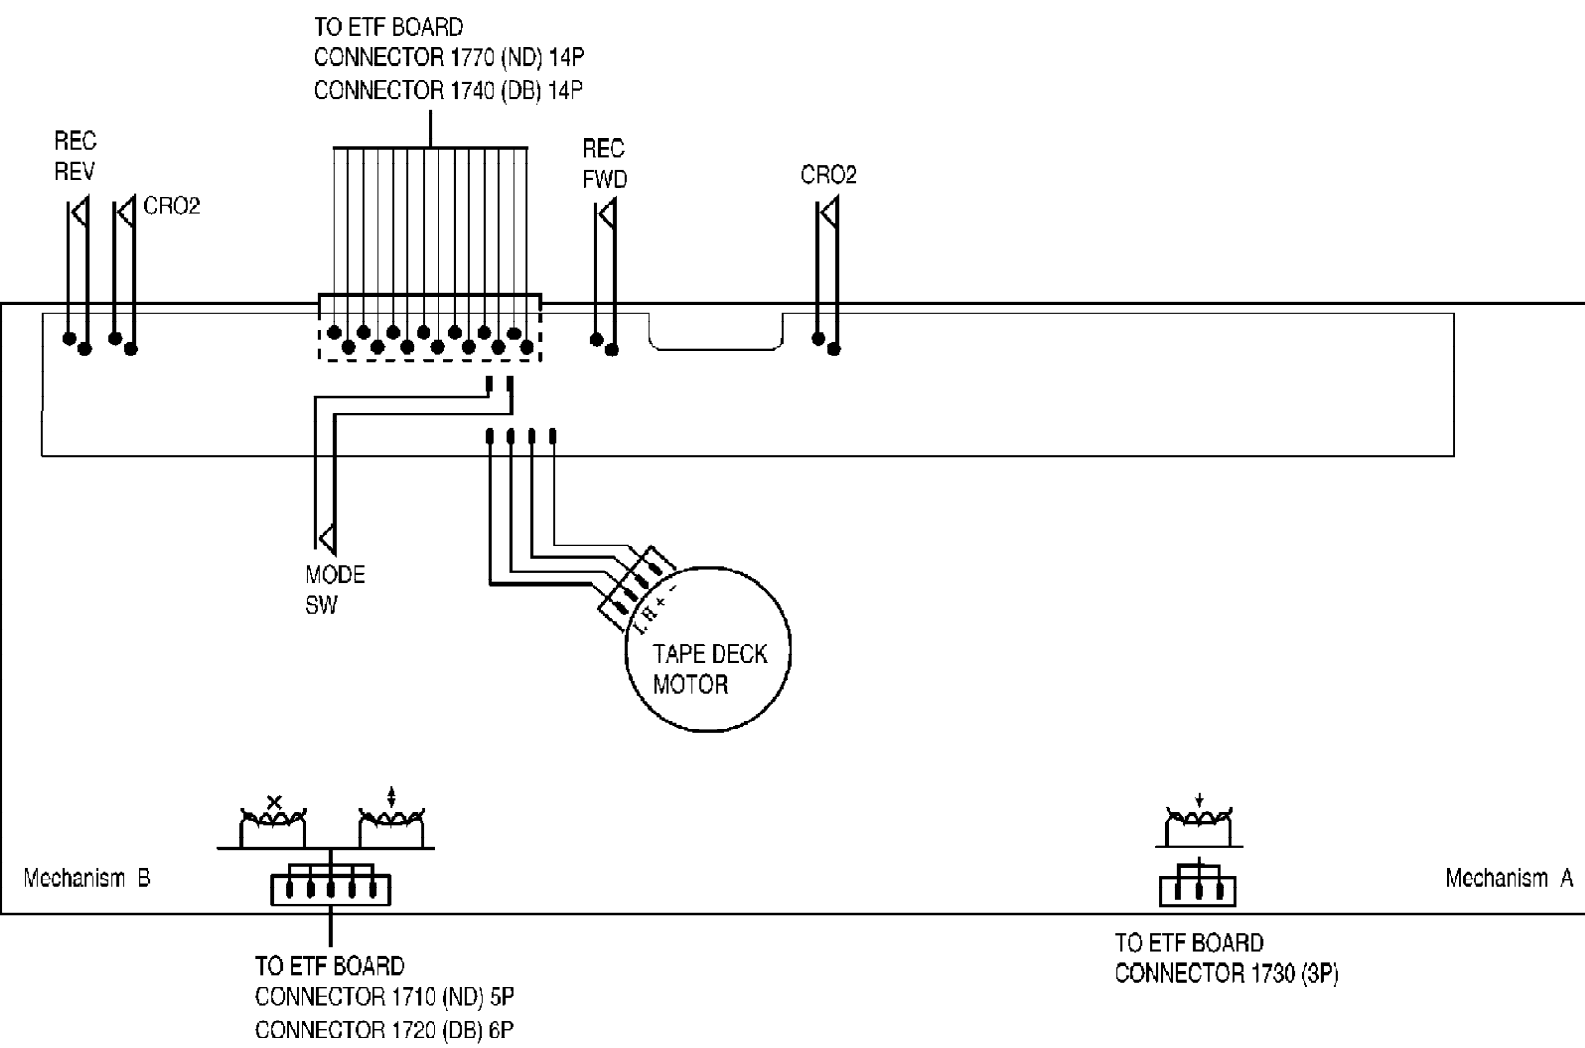 TO ETF BOARD
CONNECTOR 1770 (ND) 14P
CONNECTOR 1740 (DB) 14P
REC
REV
CRO2
REC
FWD
CRO2
MODE
SW
L H + -
TAPE DECK
MOTOR
Mechanism B
Mechanism A
TO ETF BOARD
CONNECTOR 1710 (ND) 5P
CONNECTOR 1720 (DB) 6P
TO ETF BOARD
CONNECTOR 1730 (3P)